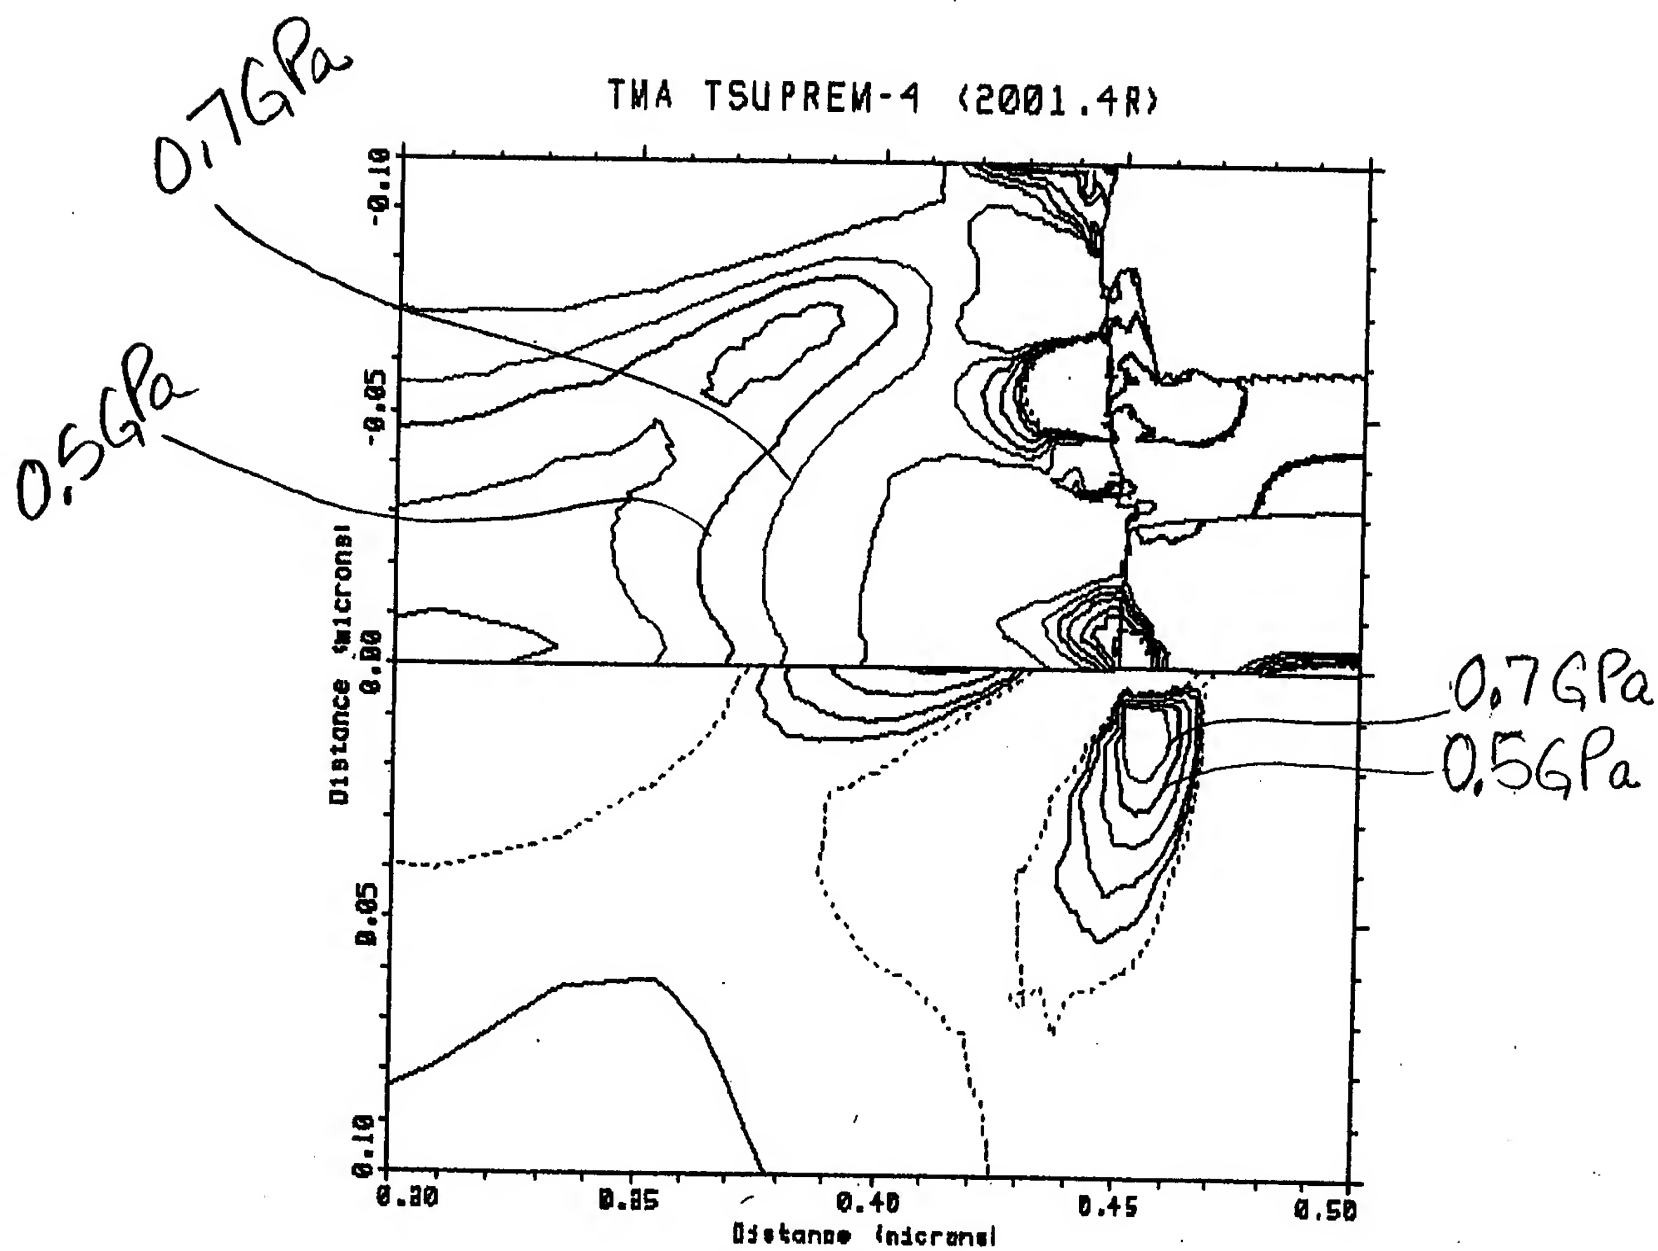 0.7GPa
TMA TSUPREM-4 (2001.4R)
0.5GPa
-0.10
-0.05
0.00
0.05
0.10
Distance (microns)
0.7GPa
0.5GPa
0.30
0.35
0.40
0.45
0.50
Distance (microns)